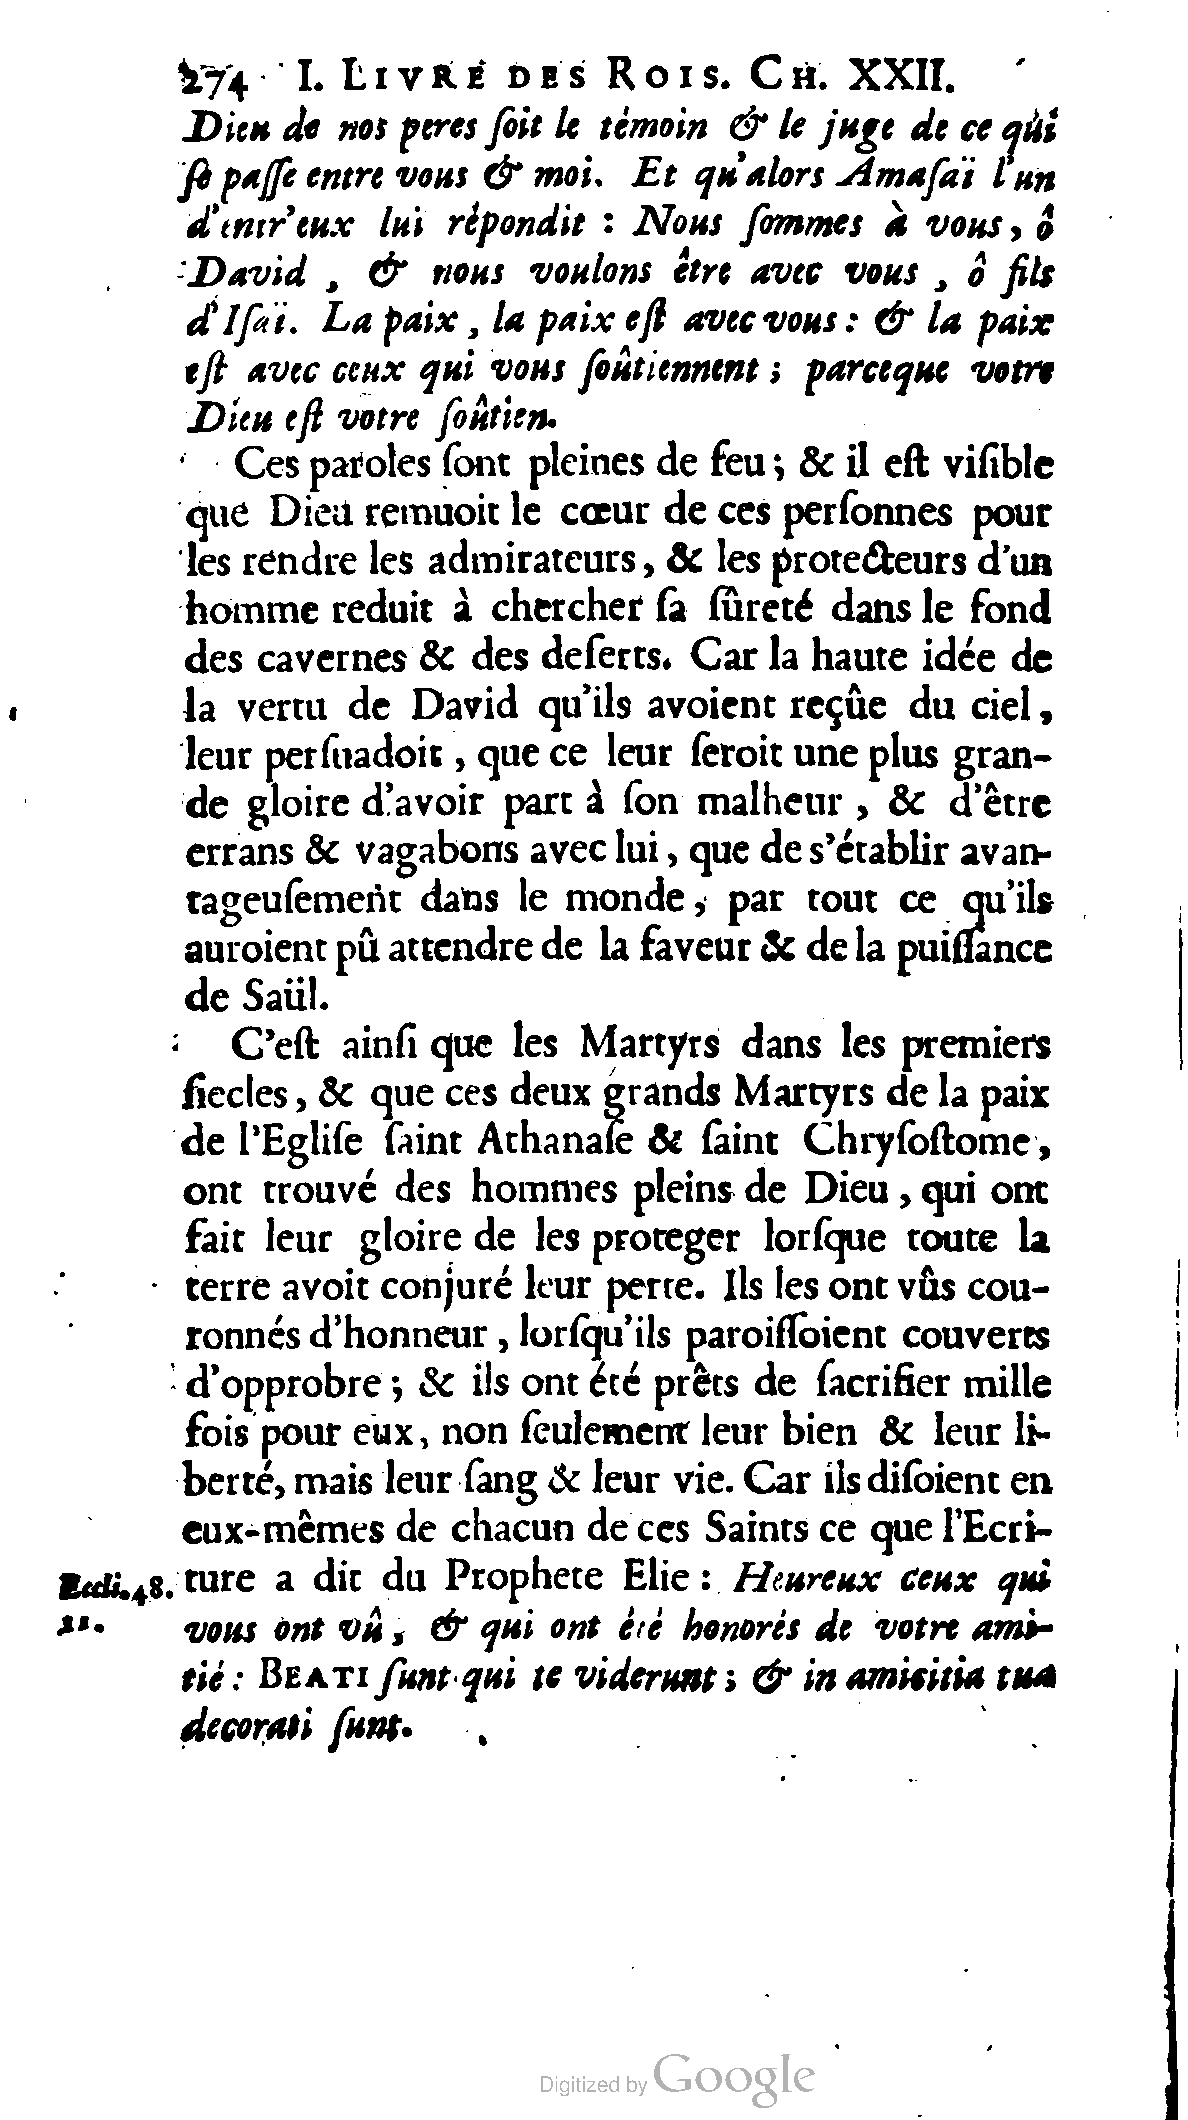 274 I. LIVRE DES ROIS. CH. XXII.
Dieu de nos peres ſoit le témoin & le juge de ce qui
ſe paſſe entre vous & moi. Et qu'alors Amaſaï l'un
d'entr'eux lui répondit : Nous ſommes à vous, ô
David , & nous voulons être avec vous , ô fils
d'Iſaï. La paix, la paix eſt avec vous : & la paix
eſt avec ceux qui vous ſoûtiennent ; parceque votre
Dieu eſt votre ſoûtien.
Ces paroles ſont pleines de feu ; & il eſt viſible
que Dieu remuoit le cœur de ces perſonnes pour
les rendre les admirateurs, & les protecteurs d'un
homme reduit à chercher ſa ſûreté dans le fond
des cavernes & des deſerts. Car la haute idée de
la vertu de David qu'ils avoient reçûe du ciel,
leur perſuadoit , que ce leur ſeroit une plus gran-
de gloire d'avoir part à ſon malheur , & d'être
errans & vagabons avec lui, que de s'établir avan-
tageuſement dans le monde, par tout ce qu'ils
auroient pû attendre de la faveur & de la puiſſance
de Saül.
C'eſt ainſi que les Martyrs dans les premiers
ſiecles, & que ces deux grands Martyrs de la paix
de l'Egliſe ſaint Athanaſe & ſaint Chryſoſtome,
ont trouvé des hommes pleins de Dieu , qui ont
fait leur gloire de les proteger lorſque toute la
terre avoit conjuré leur perte. Ils les ont vûs cou-
ronnés d'honneur , lorſqu'ils paroiſſoient couverts
d'opprobre ; & ils ont été prêts de ſacrifier mille
fois pour eux, non ſeulement leur bien & leur li-
berté, mais leur ſang & leur vie. Car ils diſoient en
eux-mêmes de chacun de ces Saints ce que l'Ecri-
Eccli. 48. ture a dit du Prophete Elie : Heureux ceux qui
11. vous ont vû, & qui ont été honorés de votre ami-
tié : BEATI ſunt qui te viderunt ; & in amicitia tua
decorati ſunt.
Digitized by Google